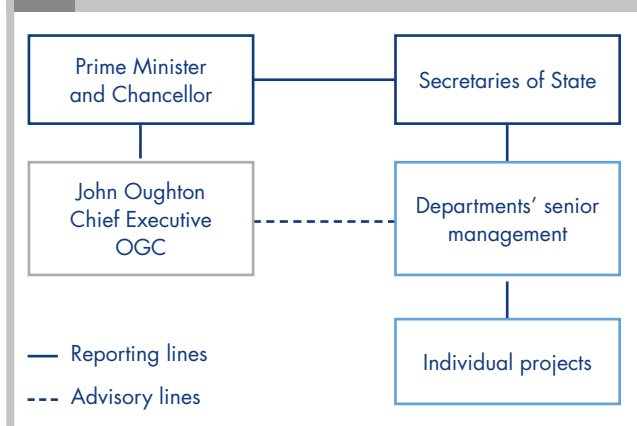 Prime Minister
and Chancellor
Secretaries of State
John Oughton
Chief Executive
OGC
Departments’ senior
management
Individual projects
Reporting lines
Advisory lines